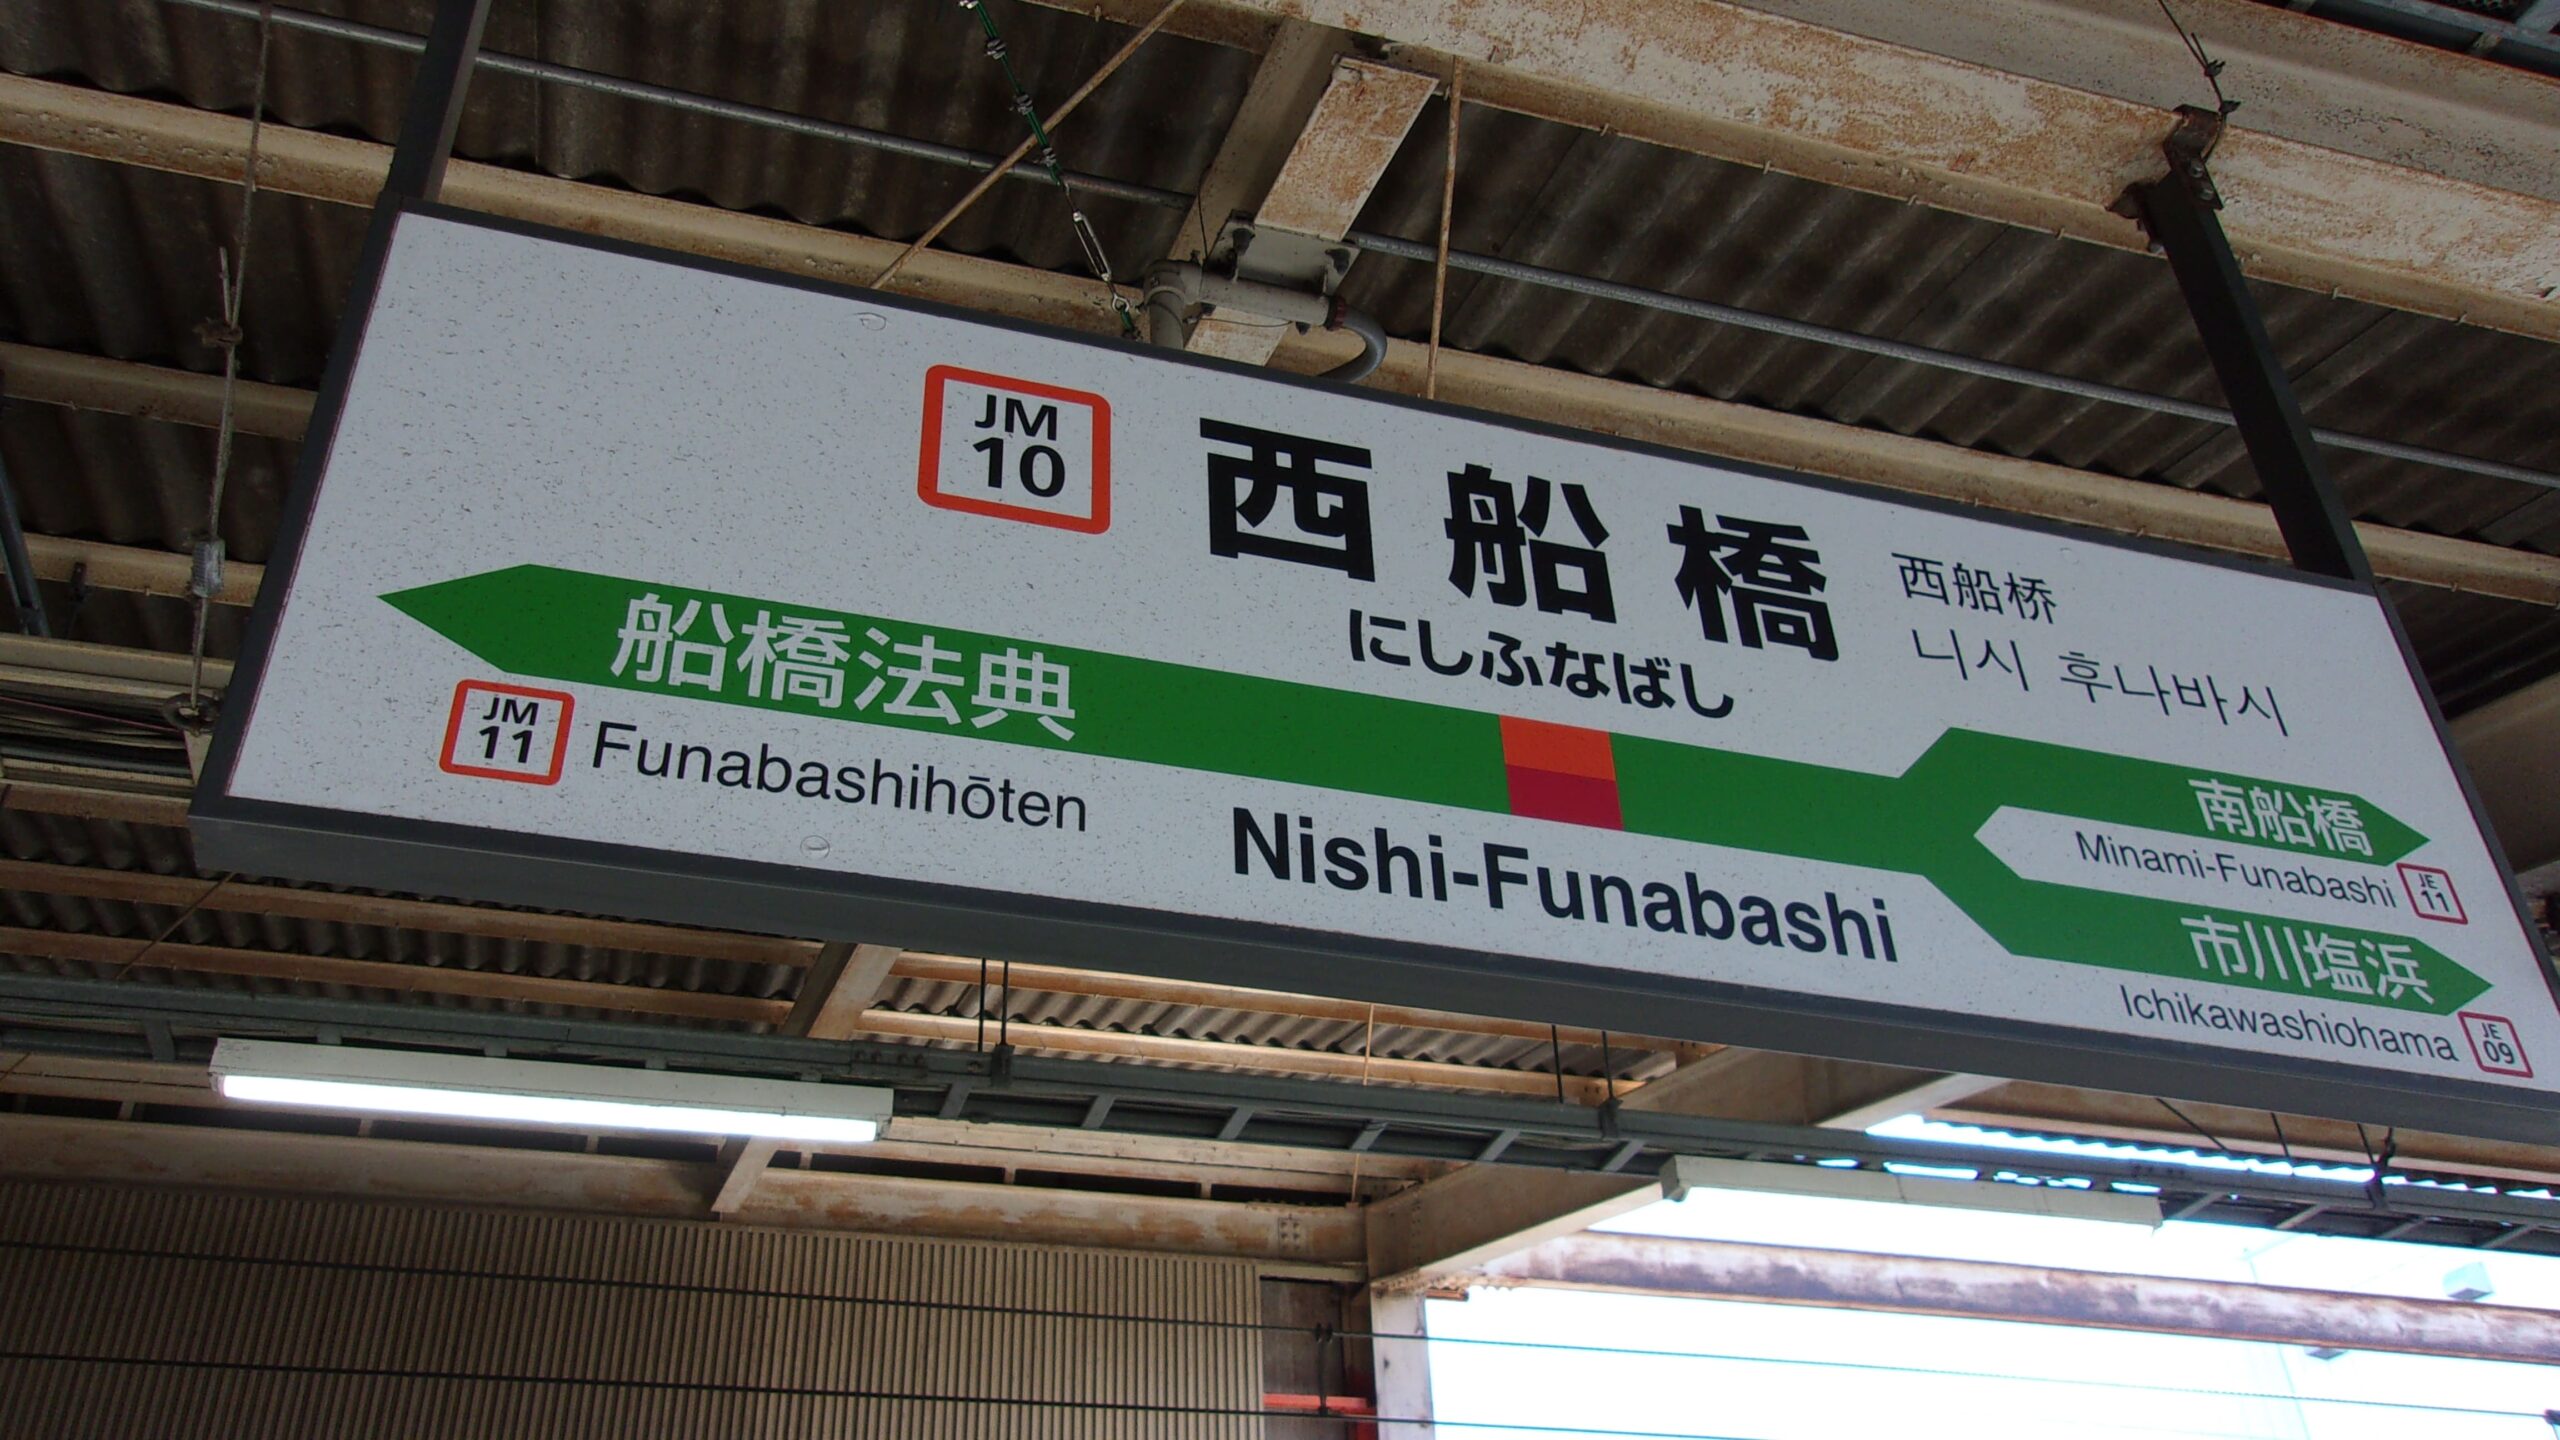 JM
10
西船橋
西船桥
にしふなばし
니시 후나바시
船橋法典
JM
11
Funabashihōten
Nishi-Funabashi
南船橋
Minami-Funabashi
JE
11
市川塩浜
Ichikawashiohama
JE
09